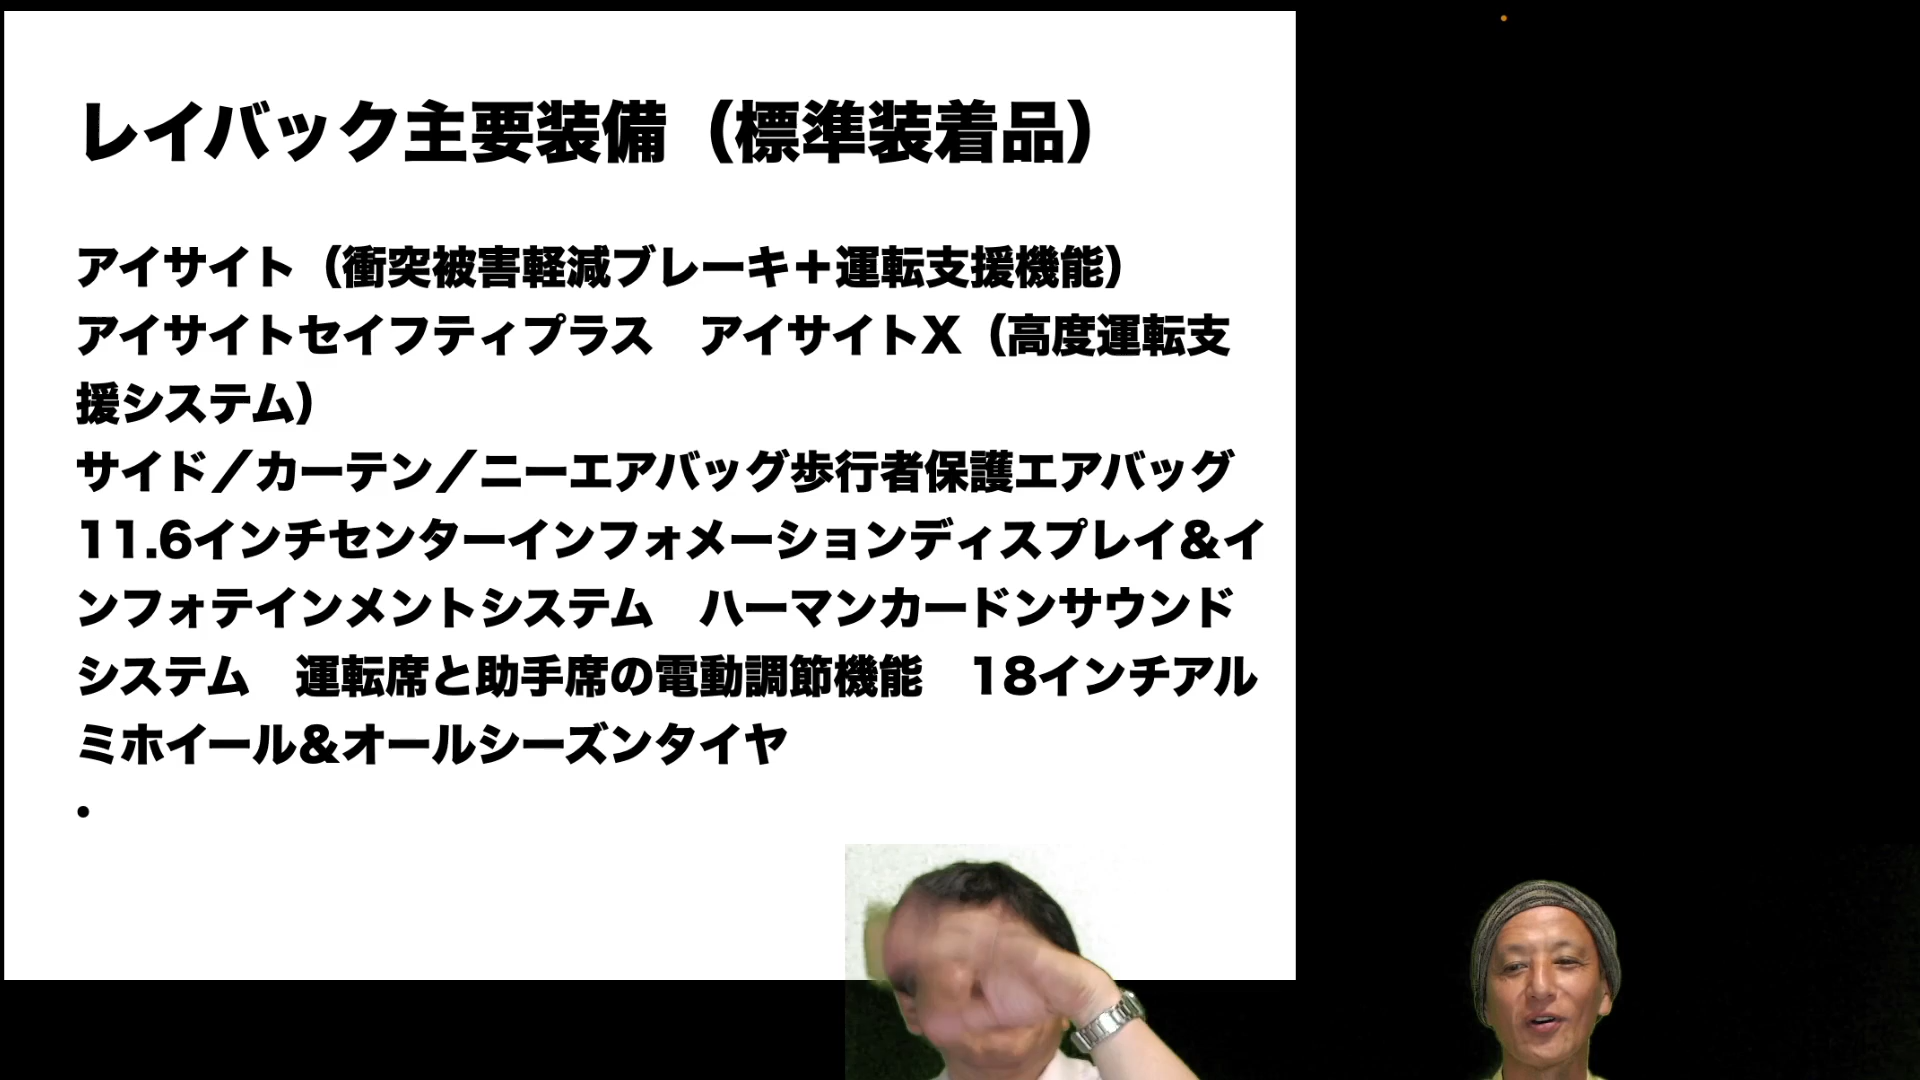 レイバック主要装備（標準装着品）
アイサイト（衝突被害軽減ブレーキ＋運転支援機能）
アイサイトセイフティプラス　アイサイトX（高度運転支
援システム）
サイド／カーテン／ニーエアバッグ歩行者保護エアバッグ
11.6インチセンターインフォメーションディスプレイ&イ
ンフォテインメントシステム　ハーマンカードンサウンド
システム　運転席と助手席の電動調節機能　18インチアル
ミホイール&オールシーズンタイヤ
•